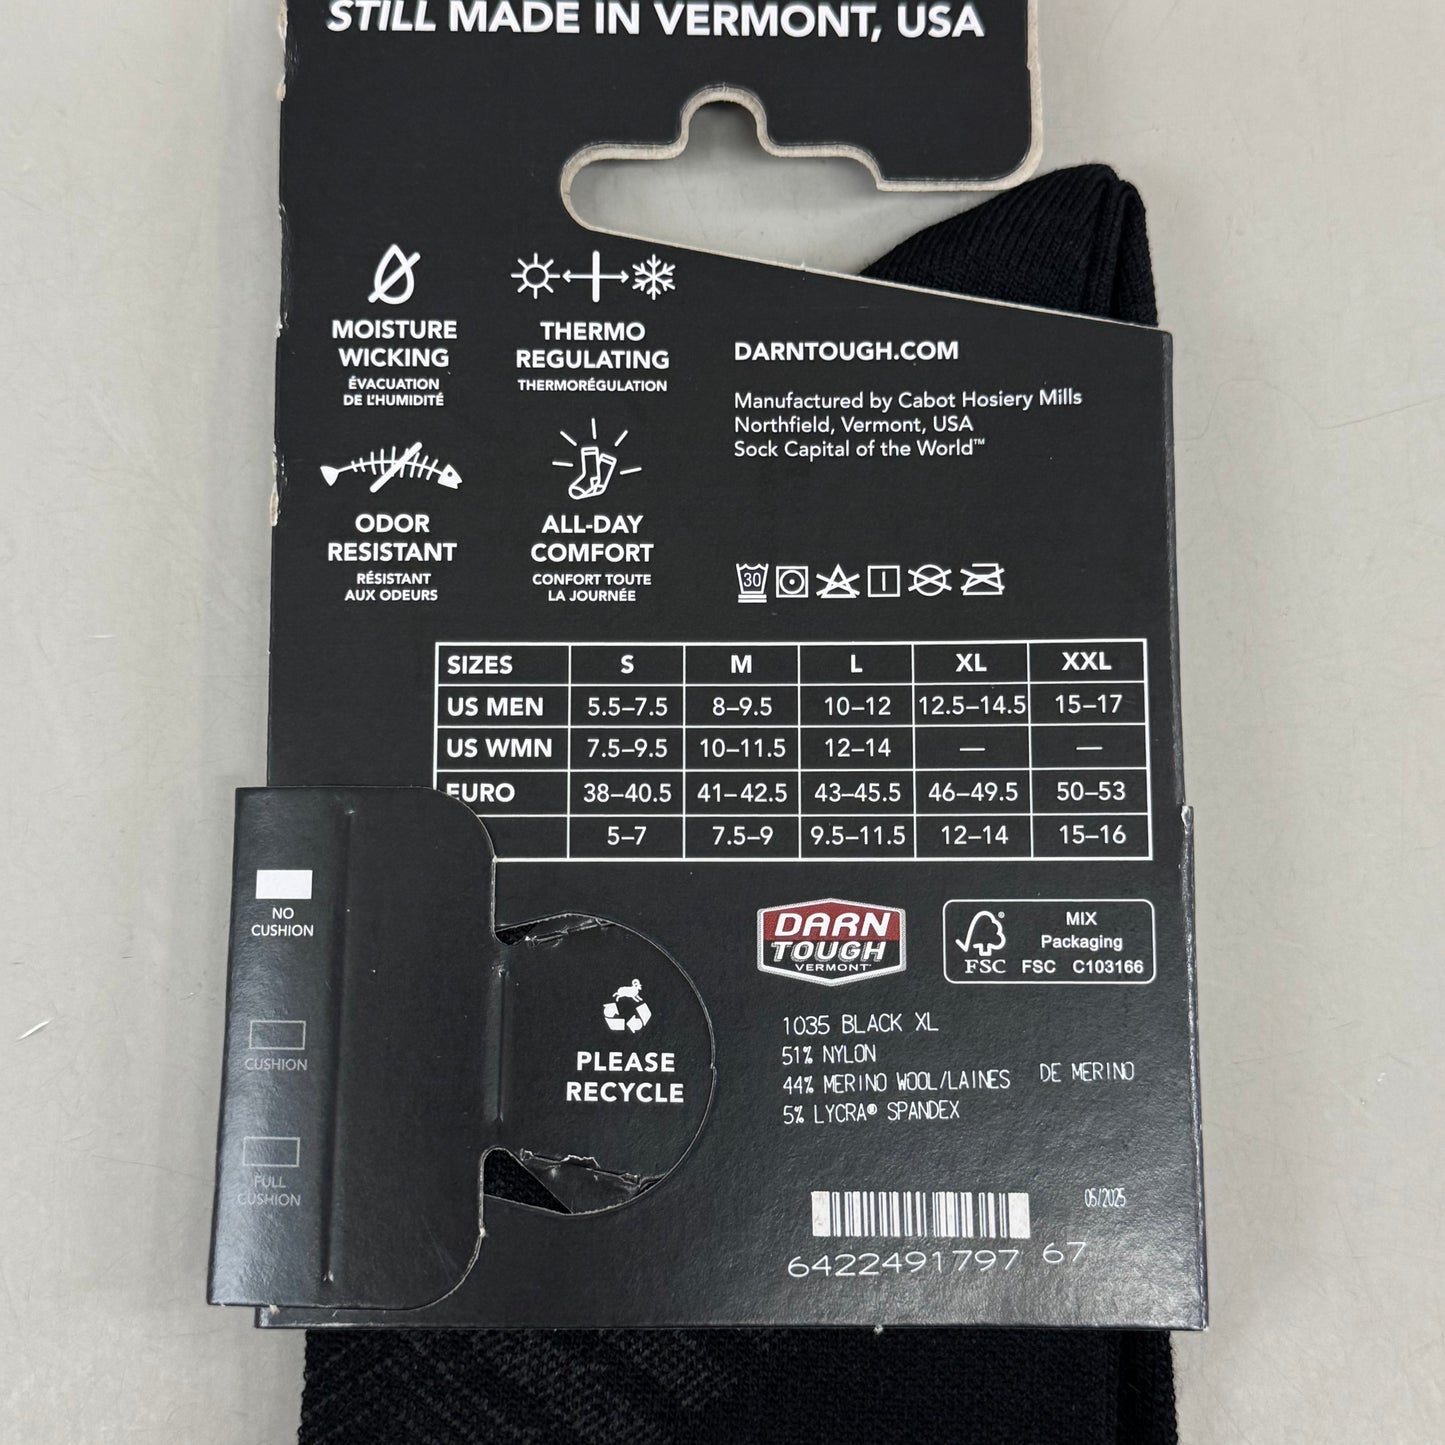 STILL MADE IN VERMONT, USA
MOISTURE
WICKING
ÉVACUATION
DE L'HUMIDITÉ
THERMO
REGULATING
THERMORÉGULATION
ODOR
RESISTANT
RÉSISTANT
AUX ODEURS
ALL-DAY
COMFORT
CONFORT TOUTE
LA JOURNÉE
DARNTOUGH.COM
Manufactured by Cabot Hosiery Mills
Northfield, Vermont, USA
Sock Capital of the World™
30
SIZES S M L XL XXL
US MEN 5.5–7.5 8–9.5 10–12 12.5–14.5 15–17
US WMN 7.5–9.5 10–11.5 12–14 — —
EURO 38–40.5 41–42.5 43–45.5 46–49.5 50–53
5–7 7.5–9 9.5–11.5 12–14 15–16
NO
CUSHION
CUSHION
FULL
CUSHION
PLEASE
RECYCLE
DARN
TOUGH
VERMONT
FSC
MIX
Packaging
FSC C103166
1035 BLACK XL
51% NYLON
44% MERINO WOOL/LAINES DE MERINO
5% LYCRA® SPANDEX
05/2025
6422491797 67